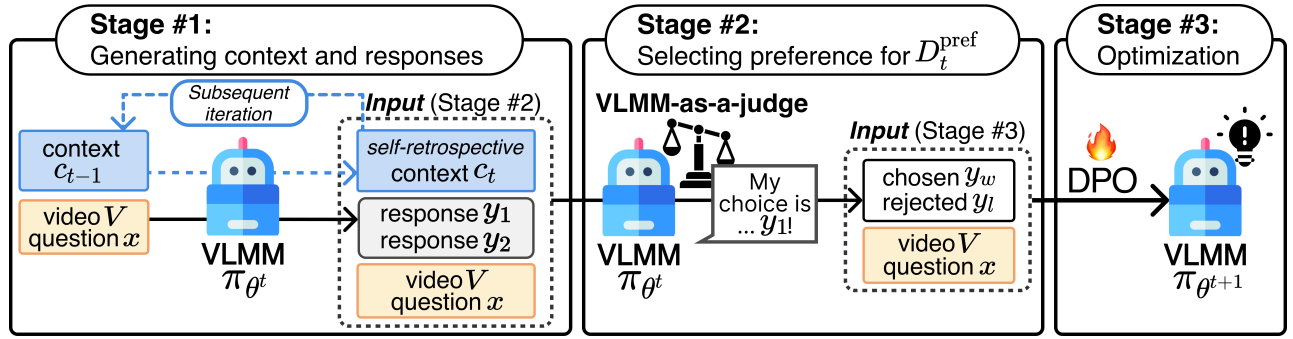 Stage #1:
Generating context and responses
Subsequent
iteration
context
c_{t−1}
video V
question x
VLMM
π_{θ^t}
Input (Stage #2)
self-retrospective
context c_t
response y_1
response y_2
video V
question x
Stage #2:
Selecting preference for D_t^{pref}
VLMM-as-a-judge
VLMM
π_{θ^t}
My
choice is
... y_1!
Input (Stage #3)
chosen y_w
rejected y_l
video V
question x
Stage #3:
Optimization
DPO
VLMM
π_{θ^{t+1}}